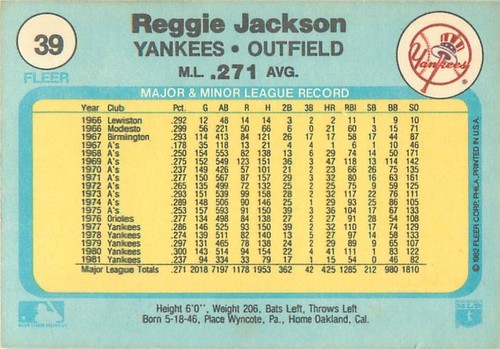 39
FLEER
Reggie Jackson
YANKEES • OUTFIELD
M.L. .271 AVG.
Yankees
MAJOR & MINOR LEAGUE RECORD
Year Club Pct. G AB R H 2B 3B HR RBI SB BB SO
1966 Lewiston .292 12 48 14 14 3 2 2 11 1 9 10
1966 Modesto .299 56 221 50 66 6 0 21 60 3 15 71
1967 Birmington .293 114 413 84 121 26 17 17 58 17 44 87
1967 A's .178 35 118 13 21 4 4 1 6 1 10 46
1968 A's .250 154 553 82 138 13 6 29 74 14 50 171
1969 A's .275 152 549 123 151 36 3 47 118 13 114 142
1970 A's .237 149 426 57 101 21 2 23 66 26 75 135
1971 A's .277 150 567 87 157 29 3 32 80 16 63 161
1972 A's .265 135 499 72 132 25 2 25 75 9 59 125
1973 A's .293 151 539 99 158 28 2 32 117 22 76 111
1974 A's .289 148 506 90 146 25 1 29 93 25 86 105
1975 A's .253 157 593 91 150 39 3 36 104 17 67 133
1976 Orioles .277 134 498 84 138 27 2 27 91 28 54 108
1977 Yankees .286 146 525 93 150 39 2 32 110 17 74 129
1978 Yankees .274 139 511 82 140 13 5 27 97 14 58 133
1979 Yankees .297 131 465 78 138 24 2 29 89 9 65 107
1980 Yankees .300 143 514 94 154 22 4 41 111 1 83 122
1981 Yankees .237 94 334 33 79 17 1 15 54 0 46 82
Major League Totals .271 2018 7197 1178 1953 362 42 425 1285 212 980 1810
© 1982 FLEER CORP. PHILA. PRINTED IN U.S.A.
Height 6'0'', Weight 206, Bats Left, Throws Left
Born 5-18-46, Place Wyncote, Pa., Home Oakland, Cal.